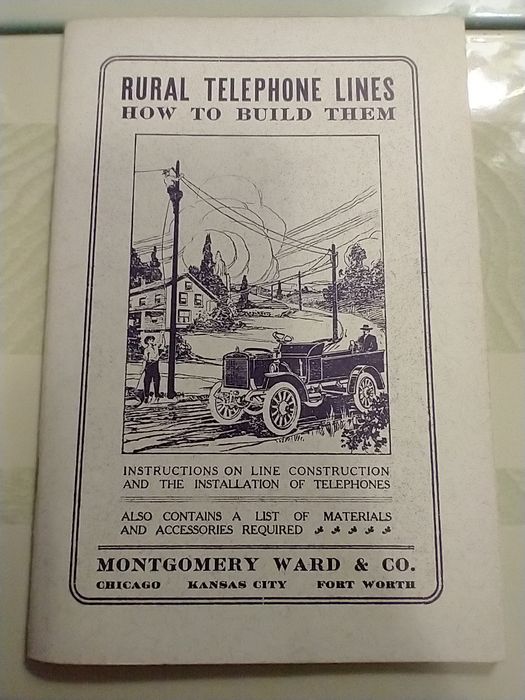 RURAL TELEPHONE LINES
HOW TO BUILD THEM
INSTRUCTIONS ON LINE CONSTRUCTION
AND THE INSTALLATION OF TELEPHONES
ALSO CONTAINS A LIST OF MATERIALS
AND ACCESSORIES REQUIRED
MONTGOMERY WARD & CO.
CHICAGO KANSAS CITY FORT WORTH